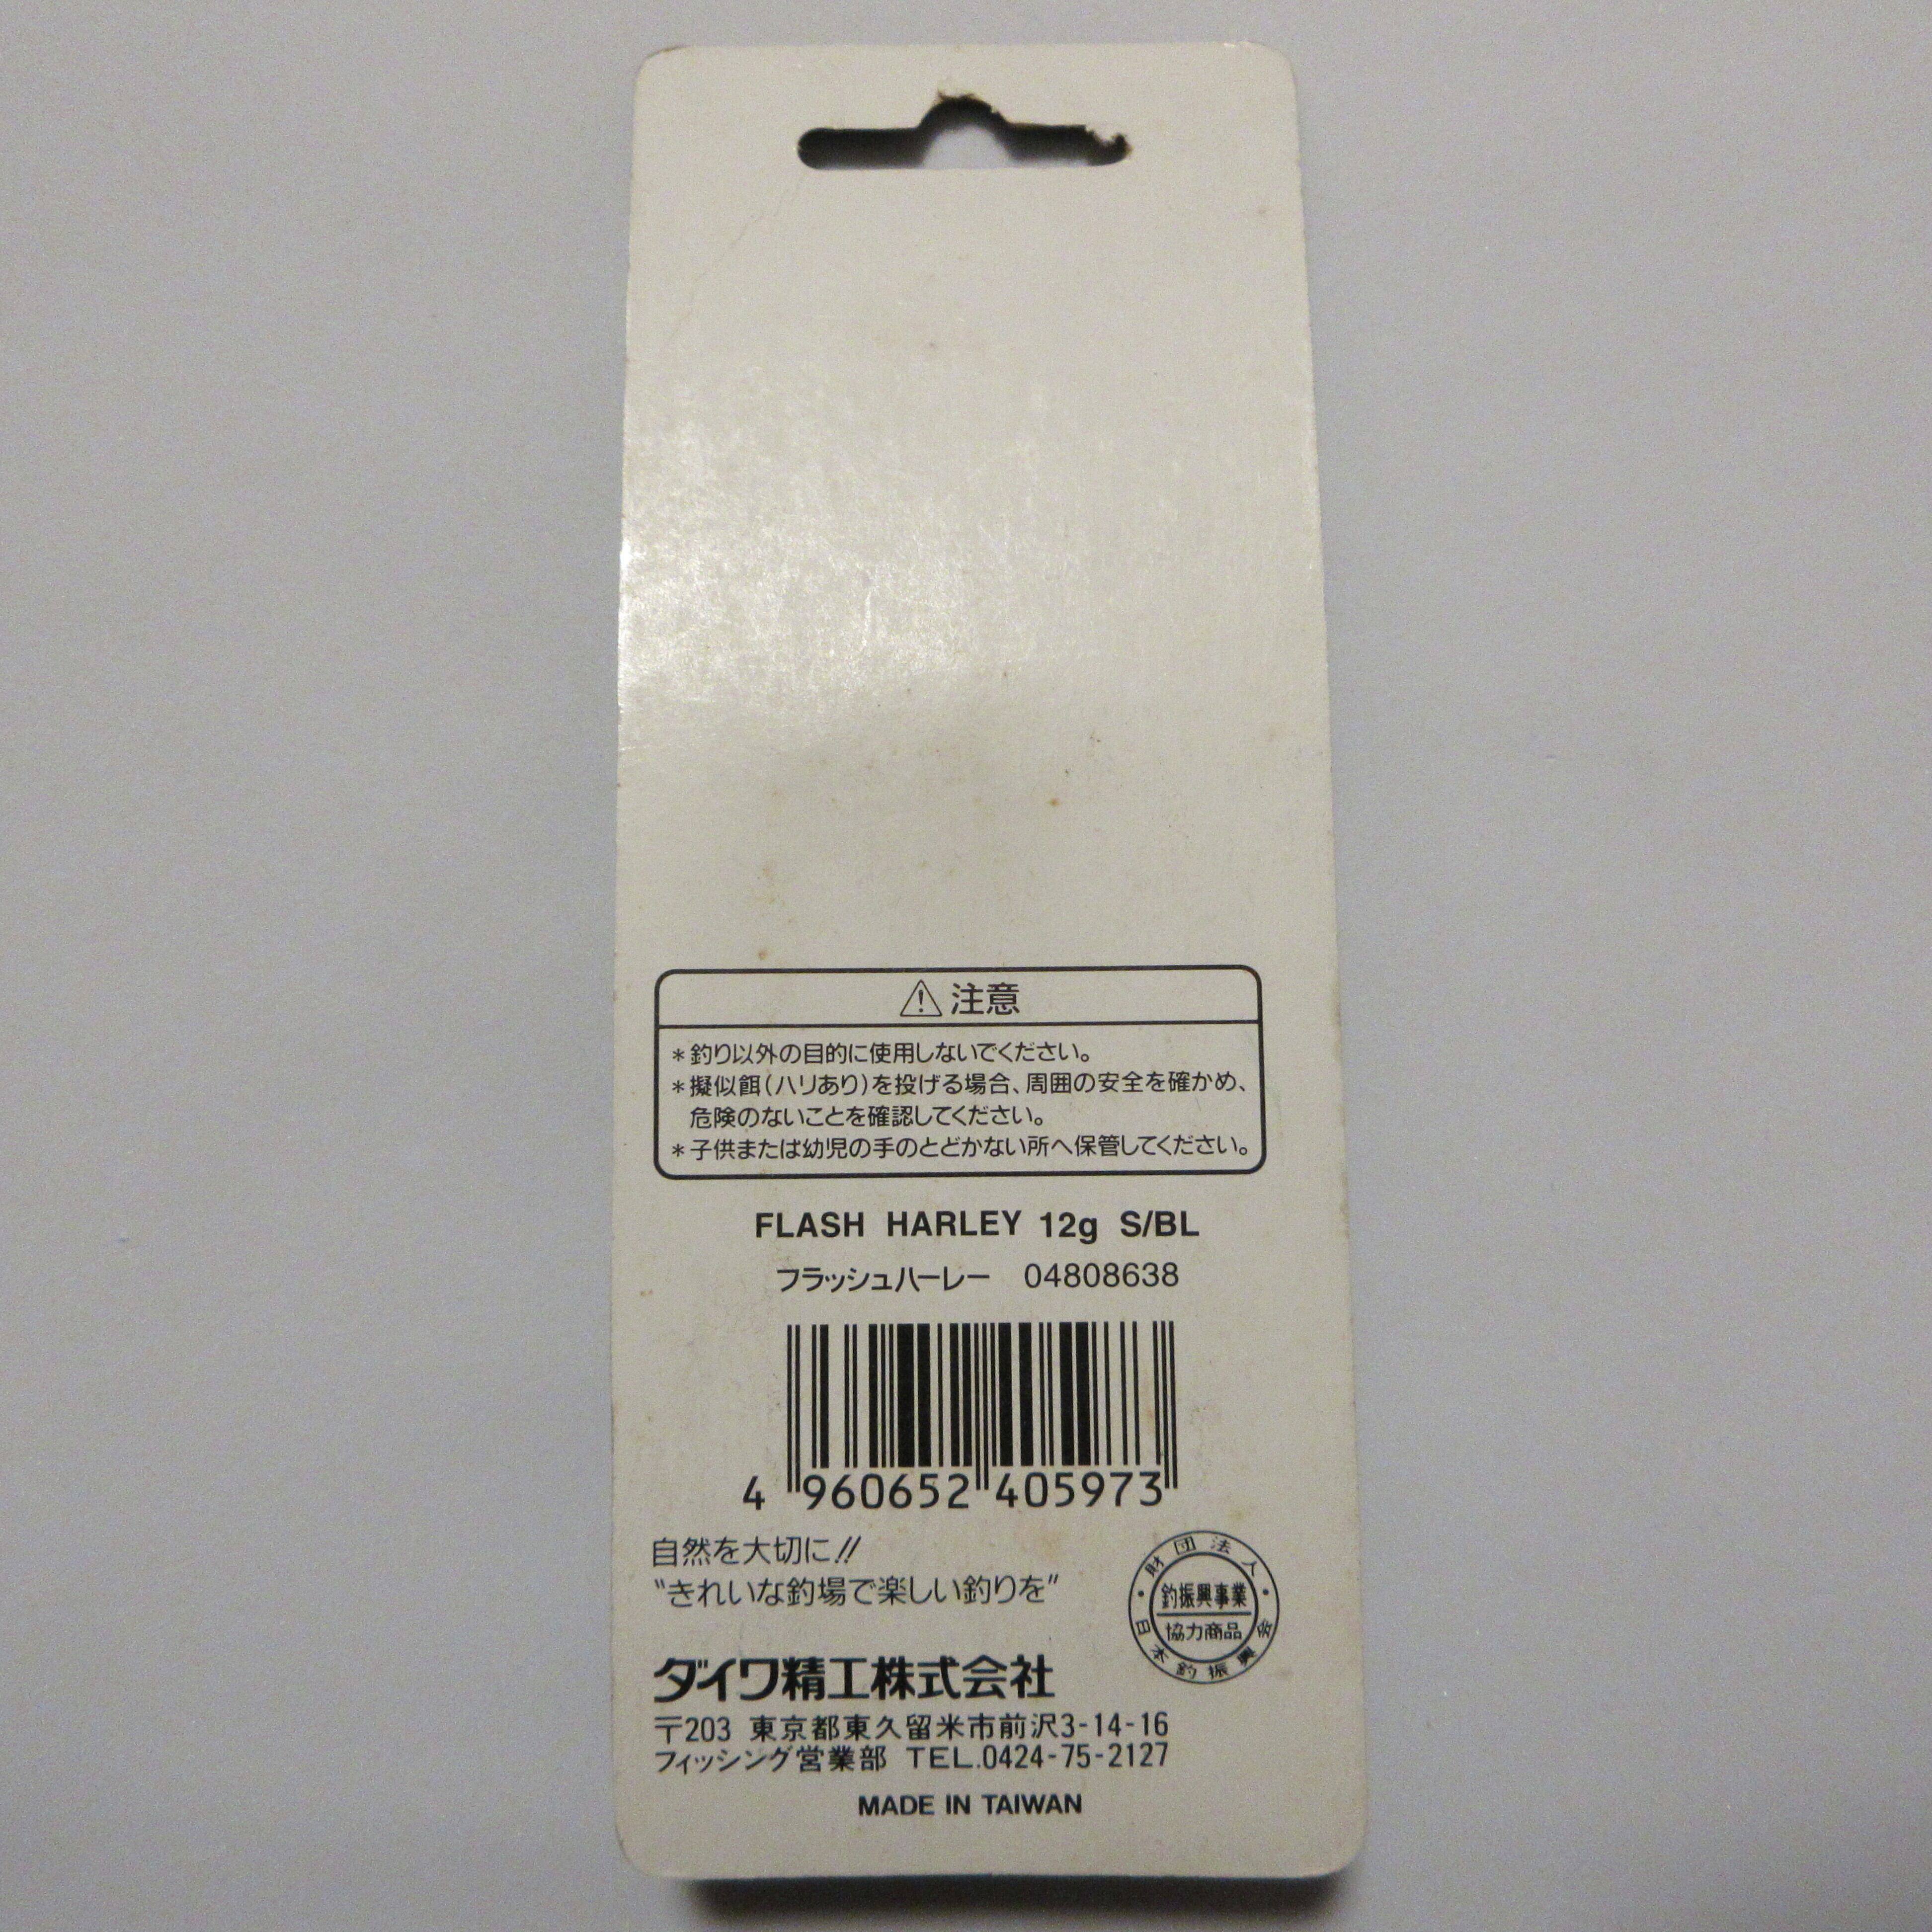 ⚠ 注意
＊釣り以外の目的に使用しないでください。
＊擬似餌(ハリあり)を投げる場合、周囲の安全を確かめ、
危険のないことを確認してください。
＊子供または幼児の手のとどかない所へ保管してください。
FLASH HARLEY 12g S/BL
フラッシュハーレー 04808638
4 960652 405973
自然を大切に!!
"きれいな釣場で楽しい釣りを"
財団法人
釣振興事業
協力商品
日本釣振興会
ダイワ精工株式会社
〒203 東京都東久留米市前沢3-14-16
フィッシング営業部 TEL.0424-75-2127
MADE IN TAIWAN